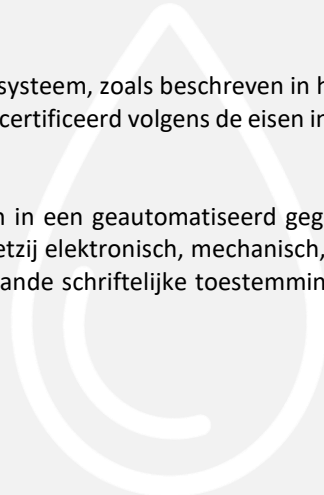 systeem, zoals beschreven in h
certificeerd volgens de eisen in
in een geautomatiseerd geg
etzij elektronisch, mechanisch,
ande schriftelijke toestemmin